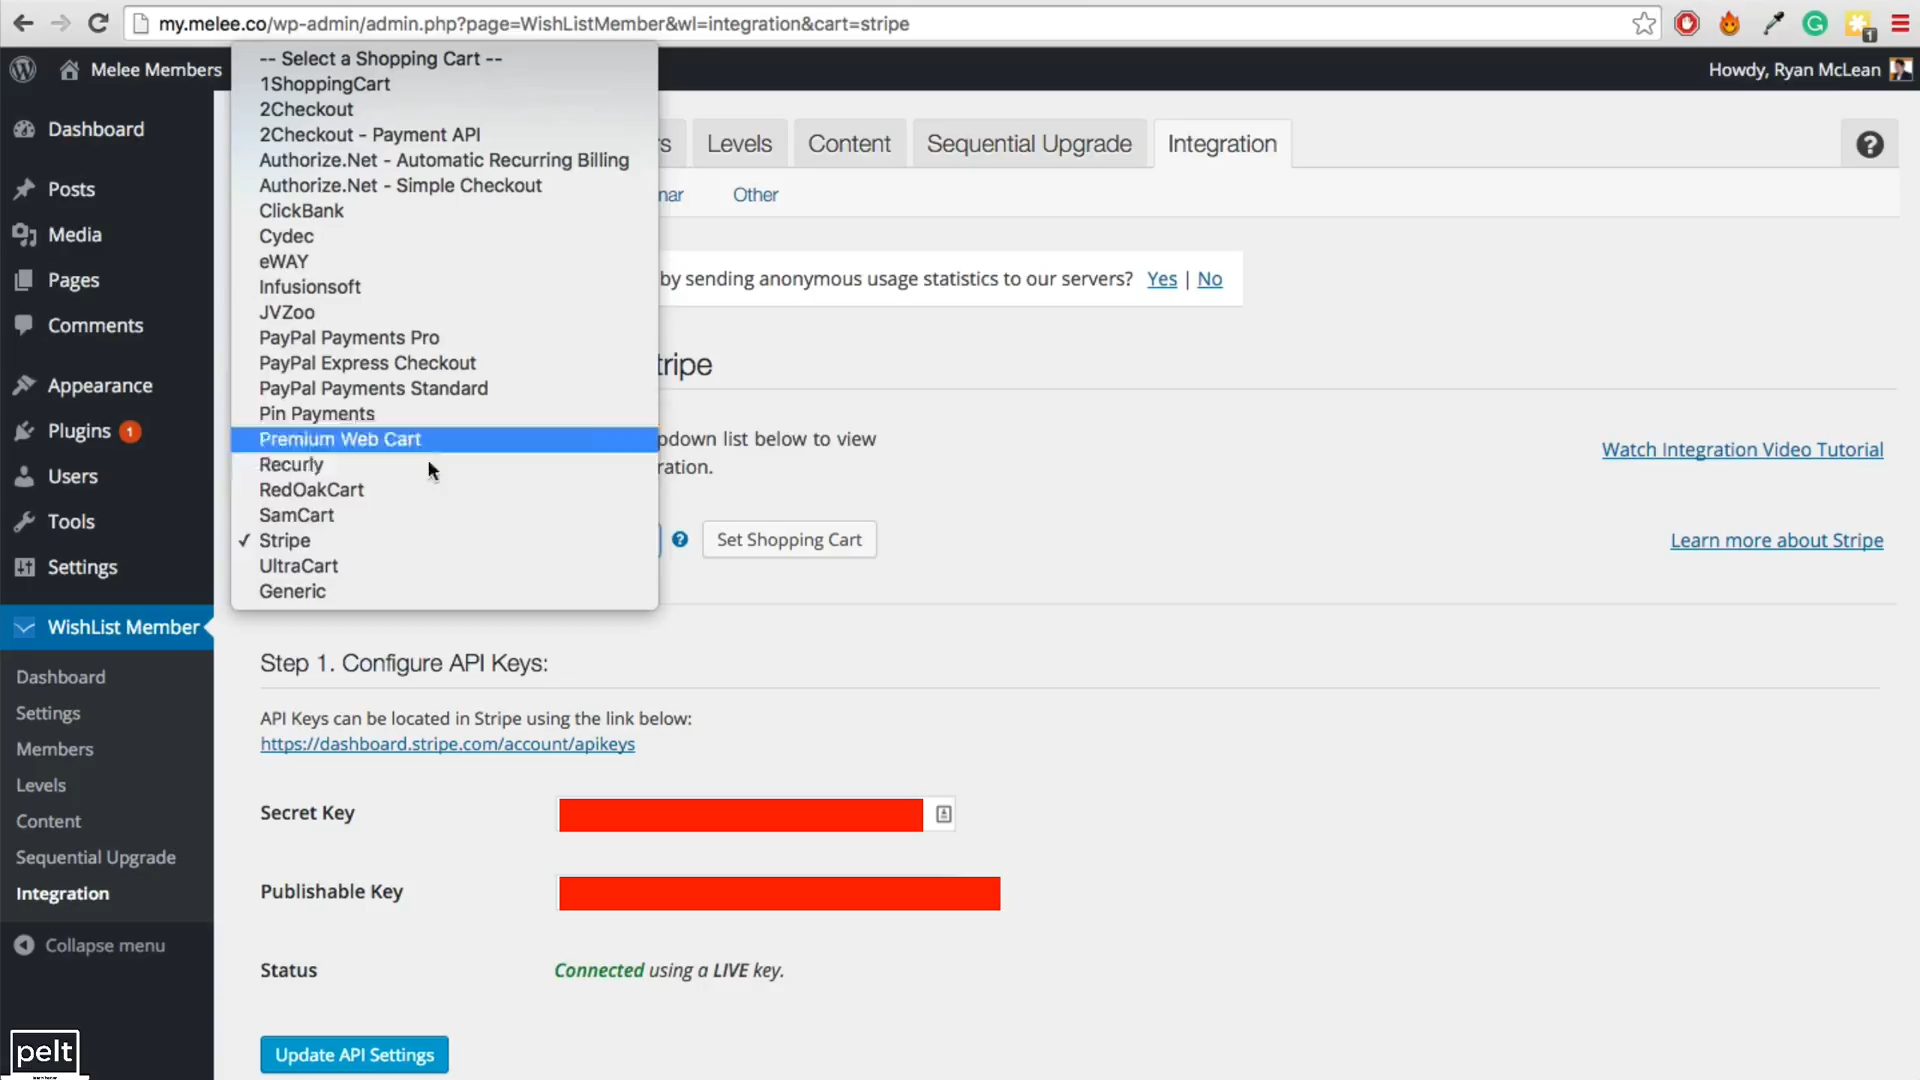 my.melee.co/wp-admin/admin.php?page=WishListMember&wl=integration&cart=stripe
1
Melee Members
Howdy, Ryan McLean
Dashboard
Posts
Media
Pages
Comments
Appearance
Plugins 1
Users
Tools
Settings
WishList Member
Dashboard
Settings
Members
Levels
Content
Sequential Upgrade
Integration
Collapse menu
pelt
-- Select a Shopping Cart --
1ShoppingCart
2Checkout
2Checkout - Payment API
Authorize.Net - Automatic Recurring Billing
Authorize.Net - Simple Checkout
ClickBank
Cydec
eWAY
Infusionsoft
JVZoo
PayPal Payments Pro
PayPal Express Checkout
PayPal Payments Standard
Pin Payments
Premium Web Cart
Recurly
RedOakCart
SamCart
✓ Stripe
UltraCart
Generic
s Levels Content Sequential Upgrade Integration ?
nar Other
by sending anonymous usage statistics to our servers? Yes | No
tripe
pdown list below to view
ration.
Watch Integration Video Tutorial
? Set Shopping Cart
Learn more about Stripe
Step 1. Configure API Keys:
API Keys can be located in Stripe using the link below:
https://dashboard.stripe.com/account/apikeys
Secret Key
Publishable Key
Status Connected using a LIVE key.
Update API Settings